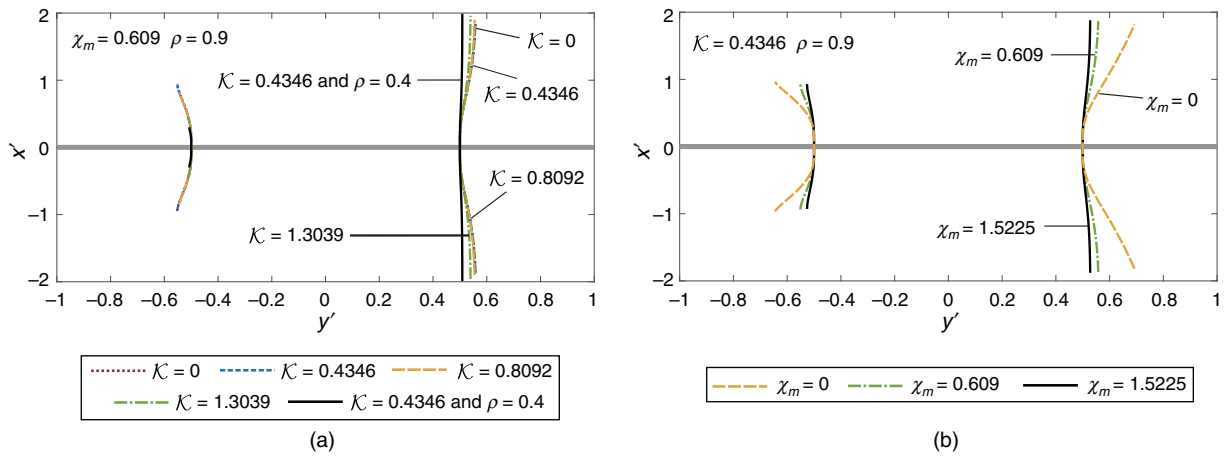 χm = 0.609 ρ = 0.9
𝒦 = 0
𝒦 = 0.4346 and ρ = 0.4
𝒦 = 0.4346
𝒦 = 0.8092
𝒦 = 1.3039
x′
2
1
0
−1
−2
−1 −0.8 −0.6 −0.4 −0.2 0 0.2 0.4 0.6 0.8 1
y′
𝒦 = 0 𝒦 = 0.4346 𝒦 = 0.8092
𝒦 = 1.3039 𝒦 = 0.4346 and ρ = 0.4
(a)
𝒦 = 0.4346 ρ = 0.9
χm = 0.609
χm = 0
χm = 1.5225
x′
2
1
0
−1
−2
−1 −0.8 −0.6 −0.4 −0.2 0 0.2 0.4 0.6 0.8 1
y′
χm = 0 χm = 0.609 χm = 1.5225
(b)